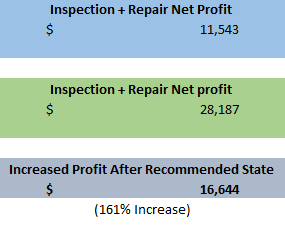 Inspection + Repair Net Profit
$ 11,543
Inspection + Repair Net profit
$ 28,187
Increased Profit After Recommended State
$ 16,644
(161% Increase)